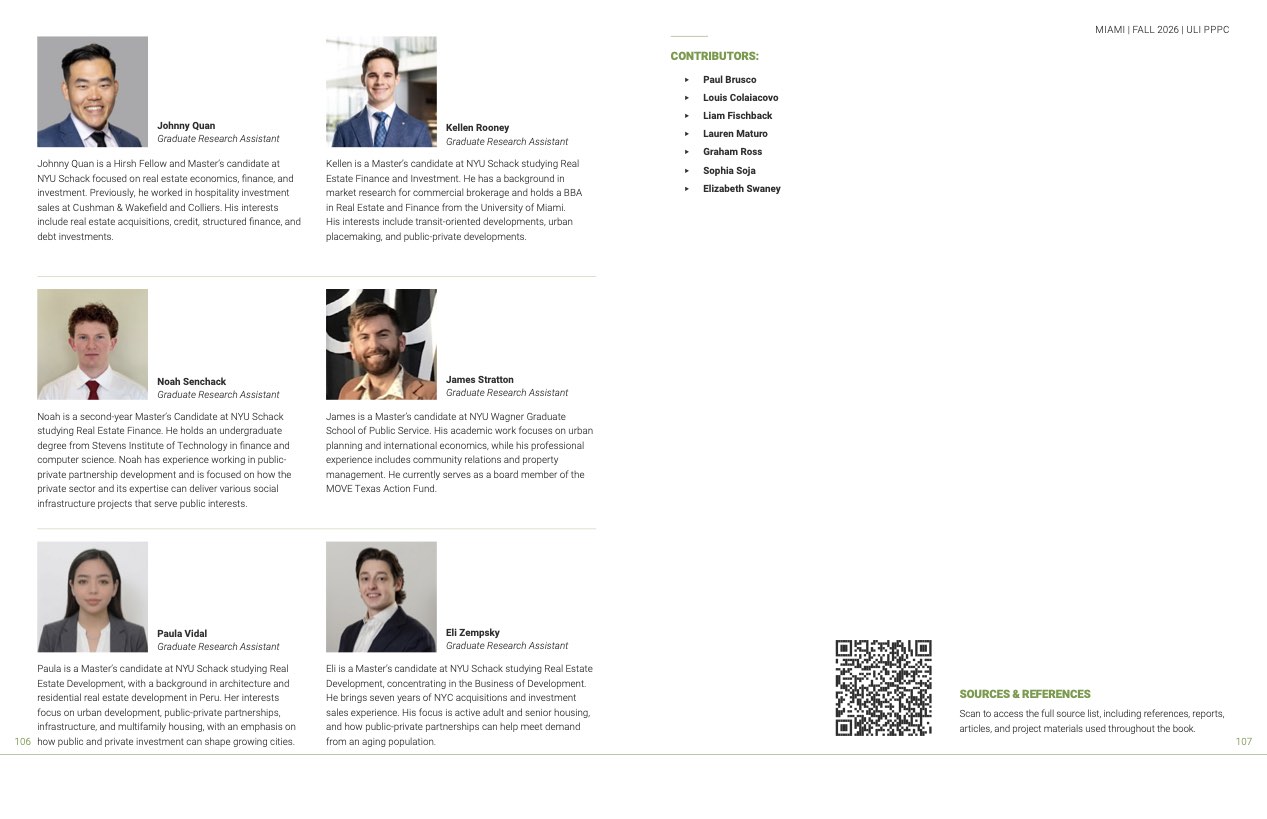 Johnny Quan
Graduate Research Assistant
Johnny Quan is a Hirsh Fellow and Master's candidate at
NYU Schack focused on real estate economics, finance, and
investment. Previously, he worked in hospitality investment
sales at Cushman & Wakefield and Colliers. His interests
include real estate acquisitions, credit, structured finance, and
debt investments.
Kellen Rooney
Graduate Research Assistant
Kellen is a Master's candidate at NYU Schack studying Real
Estate Finance and Investment. He has a background in
market research for commercial brokerage and holds a BBA
in Real Estate and Finance from the University of Miami.
His interests include transit-oriented developments, urban
placemaking, and public-private developments.
Noah Senchack
Graduate Research Assistant
Noah is a second-year Master's Candidate at NYU Schack
studying Real Estate Finance. He holds an undergraduate
degree from Stevens Institute of Technology in finance and
computer science. Noah has experience working in public-
private partnership development and is focused on how the
private sector and its expertise can deliver various social
infrastructure projects that serve public interests.
James Stratton
Graduate Research Assistant
James is a Master's candidate at NYU Wagner Graduate
School of Public Service. His academic work focuses on urban
planning and international economics, while his professional
experience includes community relations and property
management. He currently serves as a board member of the
MOVE Texas Action Fund.
Paula Vidal
Graduate Research Assistant
Paula is a Master's candidate at NYU Schack studying Real
Estate Development, with a background in architecture and
residential real estate development in Peru. Her interests
focus on urban development, public-private partnerships,
infrastructure, and multifamily housing, with an emphasis on
how public and private investment can shape growing cities.
Eli Zempsky
Graduate Research Assistant
Eli is a Master's candidate at NYU Schack studying Real Estate
Development, concentrating in the Business of Development.
He brings seven years of NYC acquisitions and investment
sales experience. His focus is active adult and senior housing,
and how public-private partnerships can help meet demand
from an aging population.
106
MIAMI | FALL 2026 | ULI PPPC
CONTRIBUTORS:
Paul Brusco
Louis Colaiacovo
Liam Fischback
Lauren Maturo
Graham Ross
Sophia Soja
Elizabeth Swaney
SOURCES & REFERENCES
Scan to access the full source list, including references, reports,
articles, and project materials used throughout the book.
107